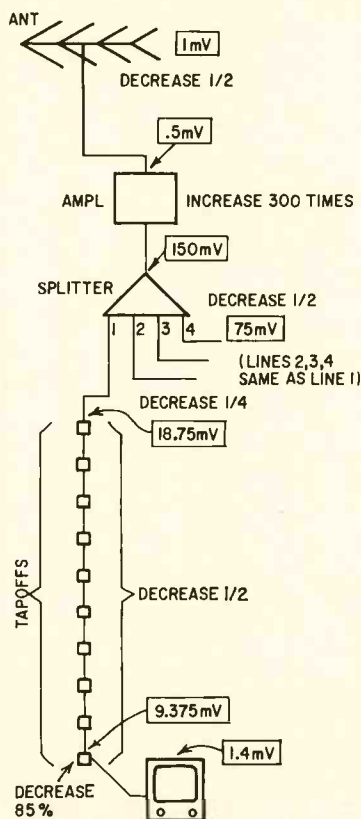 ANT
1mV
DECREASE 1/2
.5mV
AMPL
INCREASE 300 TIMES
150mV
SPLITTER
DECREASE 1/2
1 2 3 4
75mV
(LINES 2,3,4
SAME AS LINE 1)
DECREASE 1/4
18.75mV
TAPOFFS
DECREASE 1/2
9.375mV
1.4mV
DECREASE
85%